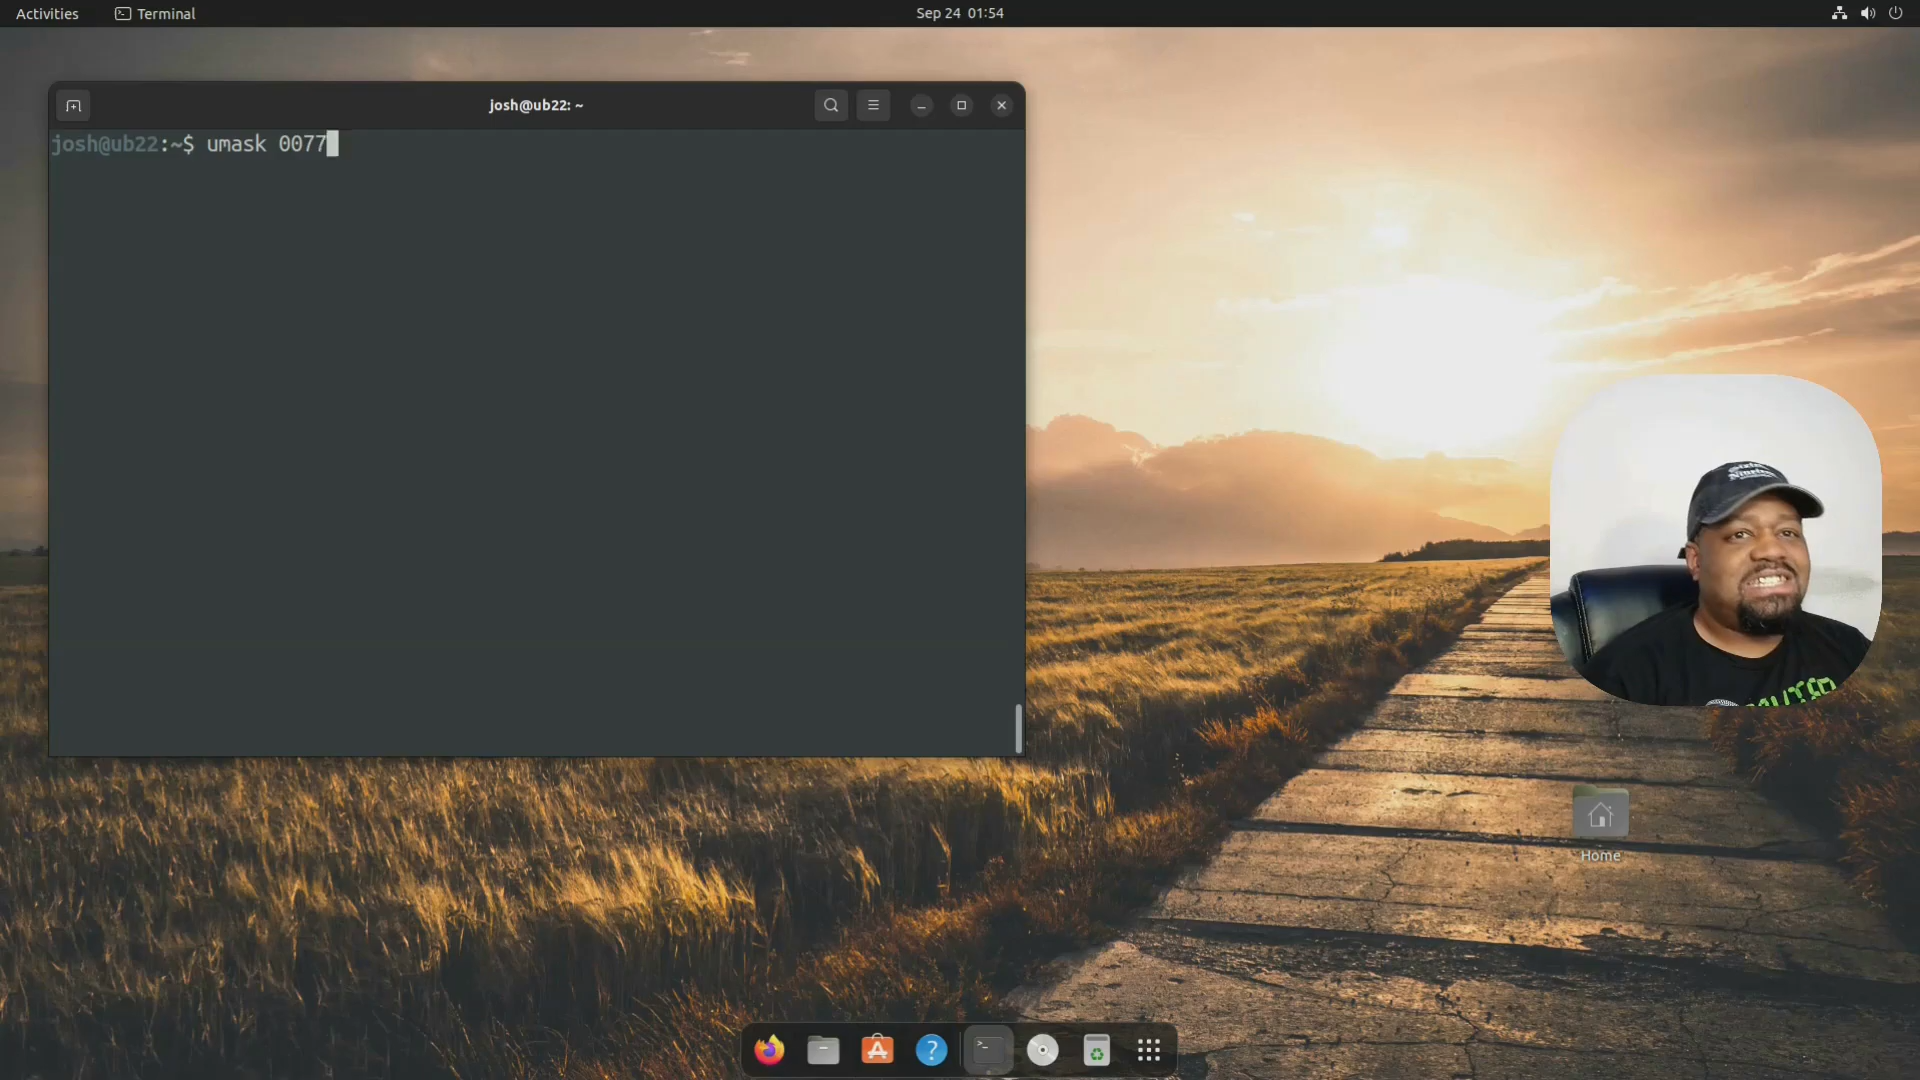 Activities
Terminal
Sep 24 01:54
josh@ub22: ~
josh@ub22:~$ umask 0077
Home